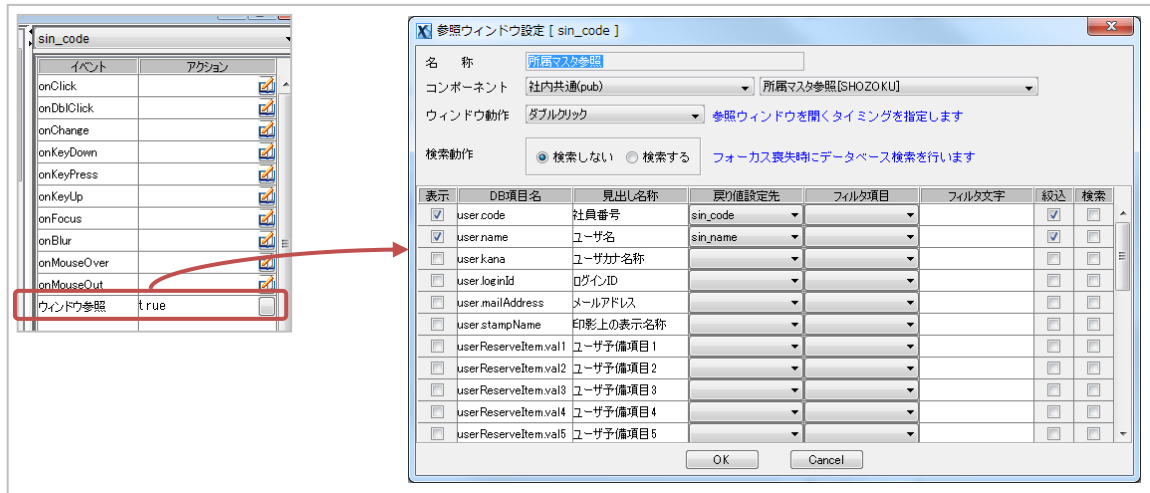 sin_code
イベント アクション
onClick
onDblClick
onChange
onKeyDown
onKeyPress
onKeyUp
onFocus
onBlur
onMouseOver
onMouseOut
ウィンドウ参照 true
参照ウィンドウ設定 [ sin_code ]
名 称 所属マスタ参照
コンポーネント 社内共通(pub) 所属マスタ参照[SHOZOKU]
ウィンドウ動作 ダブルクリック 参照ウィンドウを開くタイミングを指定します
検索動作 検索しない 検索する フォーカス喪失時にデータベース検索を行います
表示 DB項目名 見出し名称 戻り値設定先 フィルタ項目 フィルタ文字 絞込 検索
user.code 社員番号 sin_code
user.name ユーザ名 sin_name
user.kana ユーザカナ名称
user.loginId ログインID
user.mailAddress メールアドレス
user.stampName 印影上の表示名称
userReserveItem.val1 ユーザ予備項目1
userReserveItem.val2 ユーザ予備項目2
userReserveItem.val3 ユーザ予備項目3
userReserveItem.val4 ユーザ予備項目4
userReserveItem.val5 ユーザ予備項目5
OK Cancel